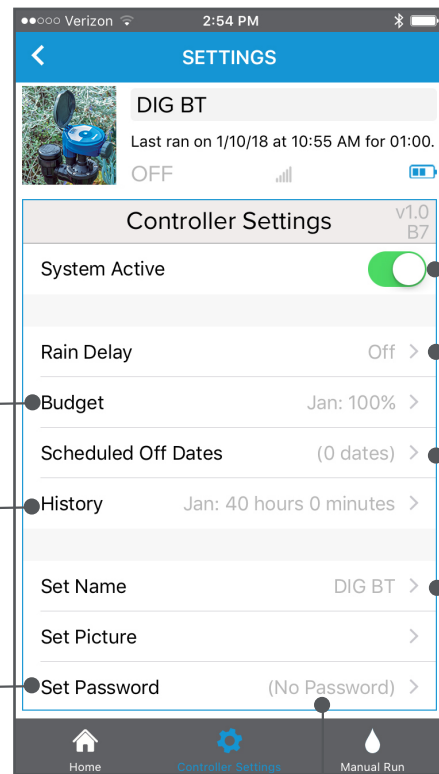 Verizon 2:54 PM
SETTINGS
DIG BT
Last ran on 1/10/18 at 10:55 AM for 01:00.
OFF
Controller Settings v1.0
B7
System Active
Rain Delay Off
Budget Jan: 100%
Scheduled Off Dates (0 dates)
History Jan: 40 hours 0 minutes
Set Name DIG BT
Set Picture
Set Password (No Password)
Home Controller Settings Manual Run